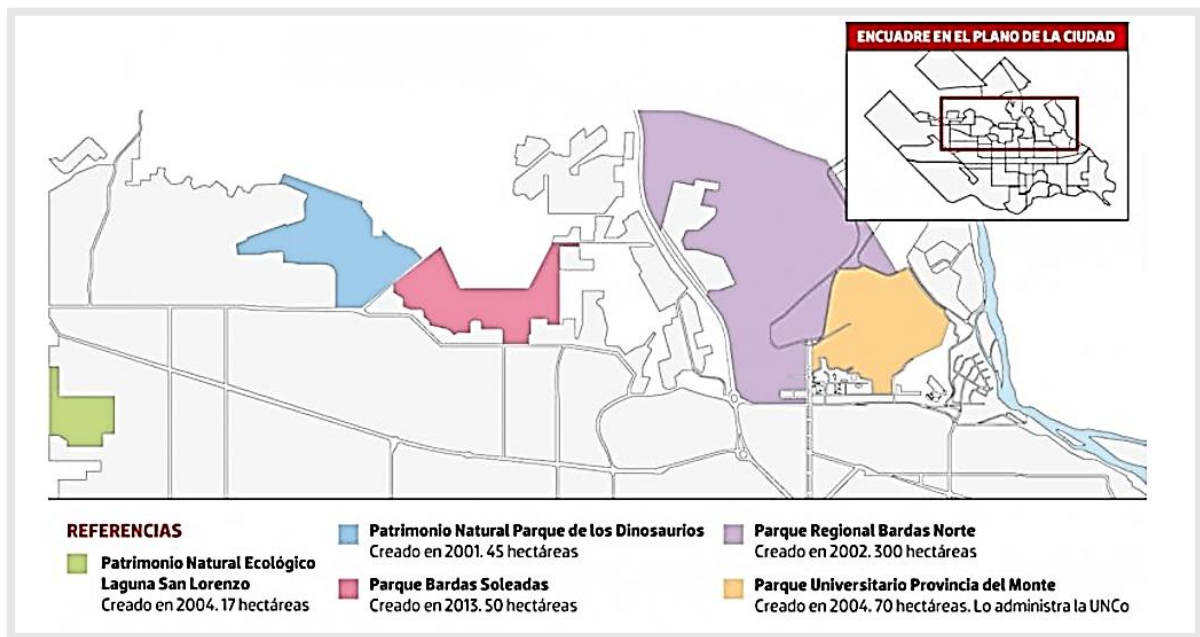 ENCUADRE EN EL PLANO DE LA CIUDAD
REFERENCIAS
Patrimonio Natural Ecológico
Laguna San Lorenzo
Creado en 2004. 17 hectáreas
Patrimonio Natural Parque de los Dinosaurios
Creado en 2001. 45 hectáreas
Parque Bardas Soleadas
Creado en 2013. 50 hectáreas
Parque Regional Bardas Norte
Creado en 2002. 300 hectáreas
Parque Universitario Provincia del Monte
Creado en 2004. 70 hectáreas. Lo administra la UNCo